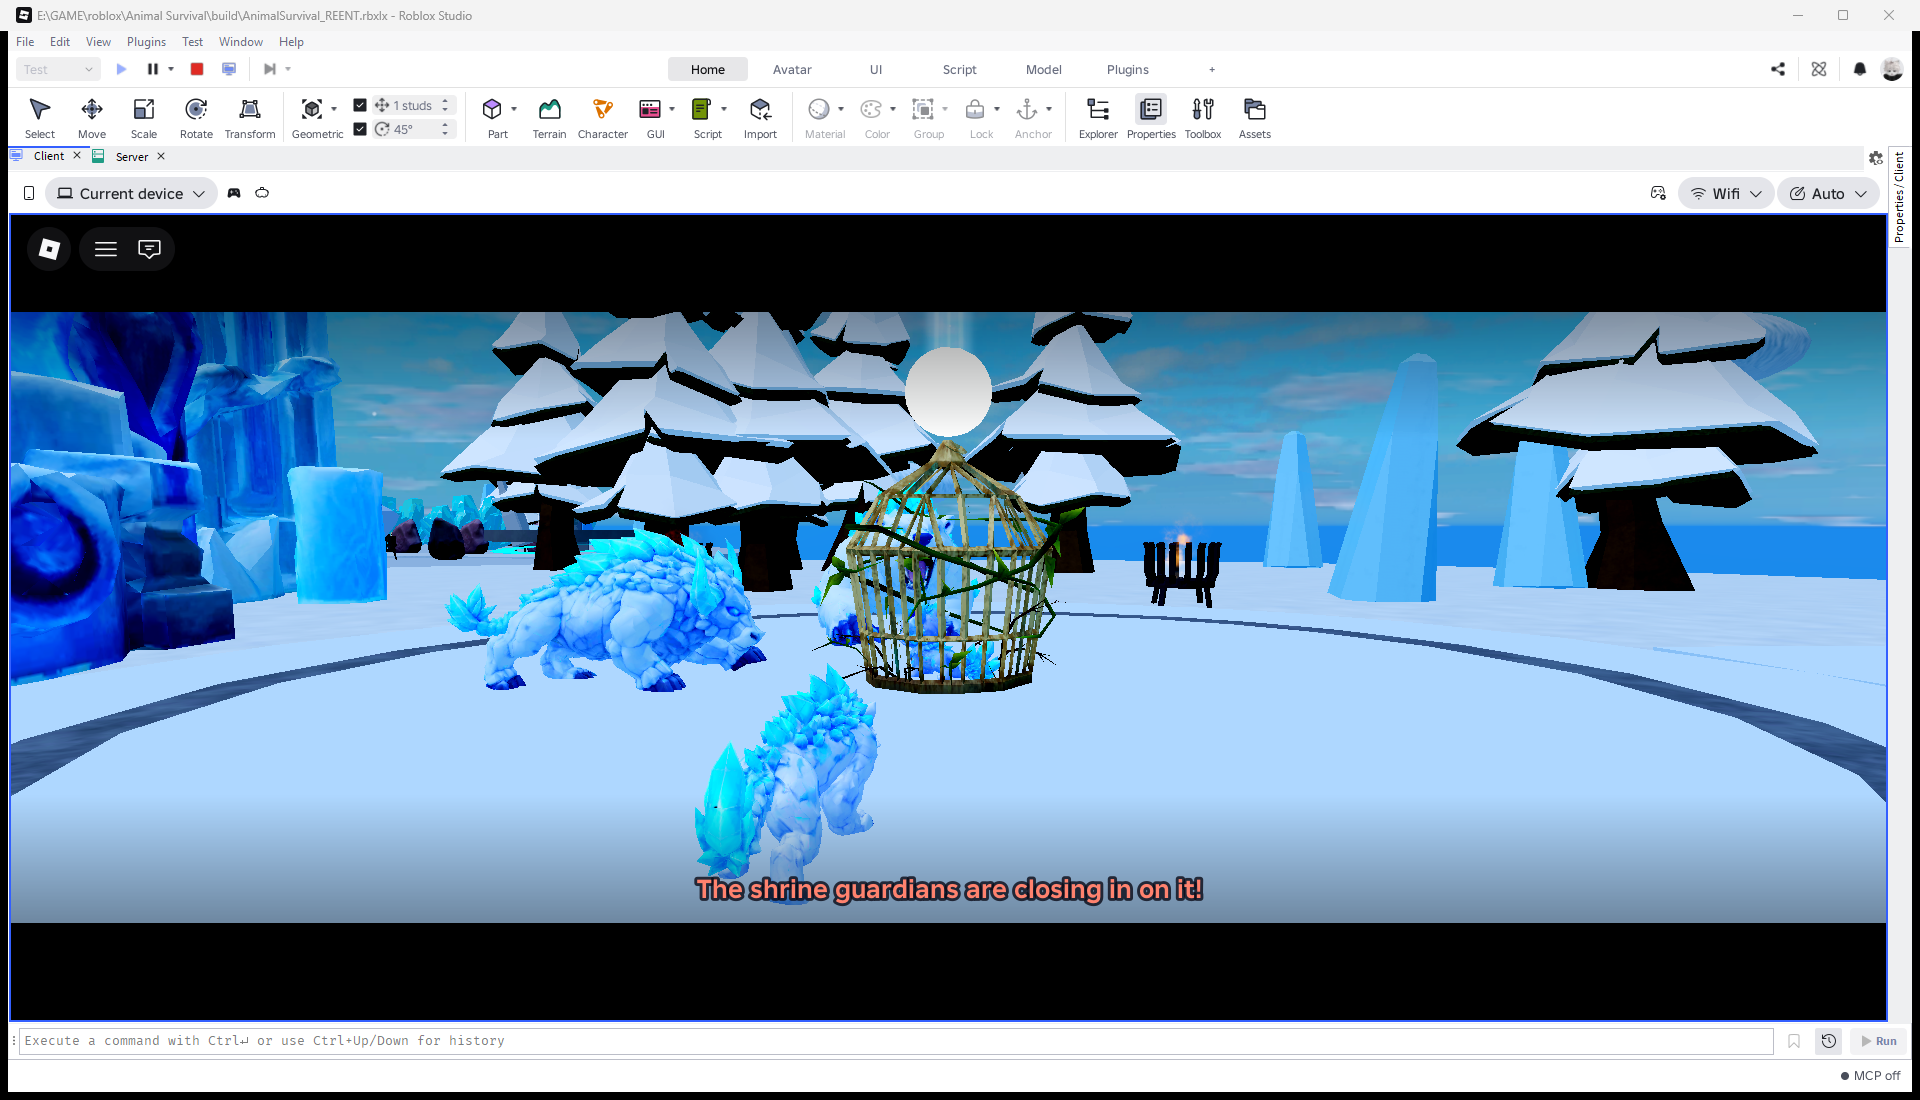 E:\GAME\roblox\Animal Survival\build\AnimalSurvival_REENT.rbxlx - Roblox Studio
File Edit View Plugins Test Window Help
Test
Home Avatar UI Script Model Plugins +
Select Move Scale Rotate Transform Geometric 1 studs 45° Part Terrain Character GUI Script Import Material Color Group Lock Anchor Explorer Properties Toolbox Assets
Client Server
Properties / Client
Current device Wifi Auto
The shrine guardians are closing in on it!
Execute a command with Ctrl↵ or use Ctrl+Up/Down for history
Run
MCP off